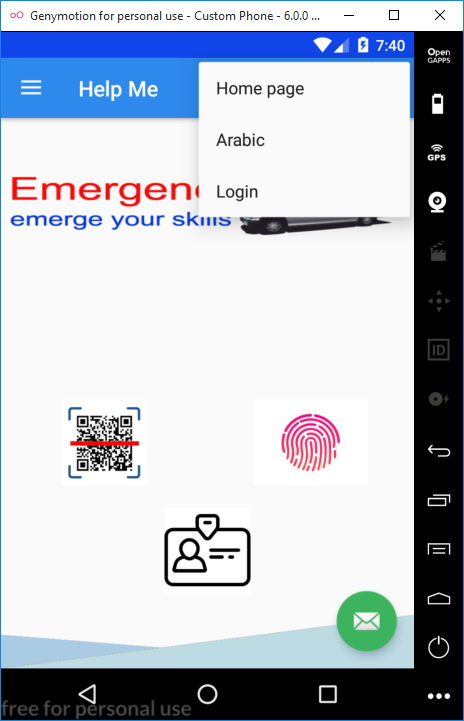 Genymotion for personal use - Custom Phone - 6.0.0 ...
7:40
Open
GAPPS
Help Me
Home page
Arabic
Login
GPS
emerge your skills
ID
free for personal use